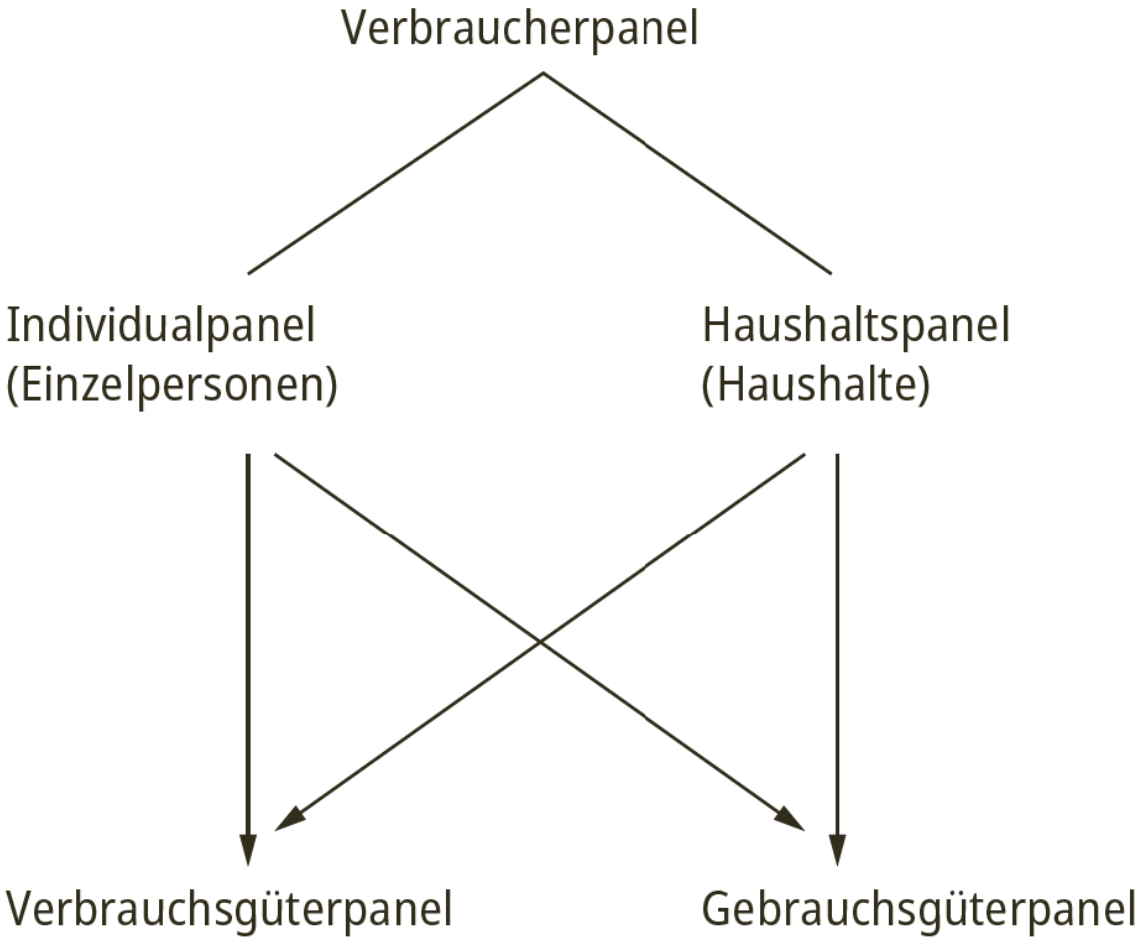 Verbraucherpanel
Individualpanel
(Einzelpersonen)
Haushaltspanel
(Haushalte)
Verbrauchsgüterpanel
Gebrauchsgüterpanel